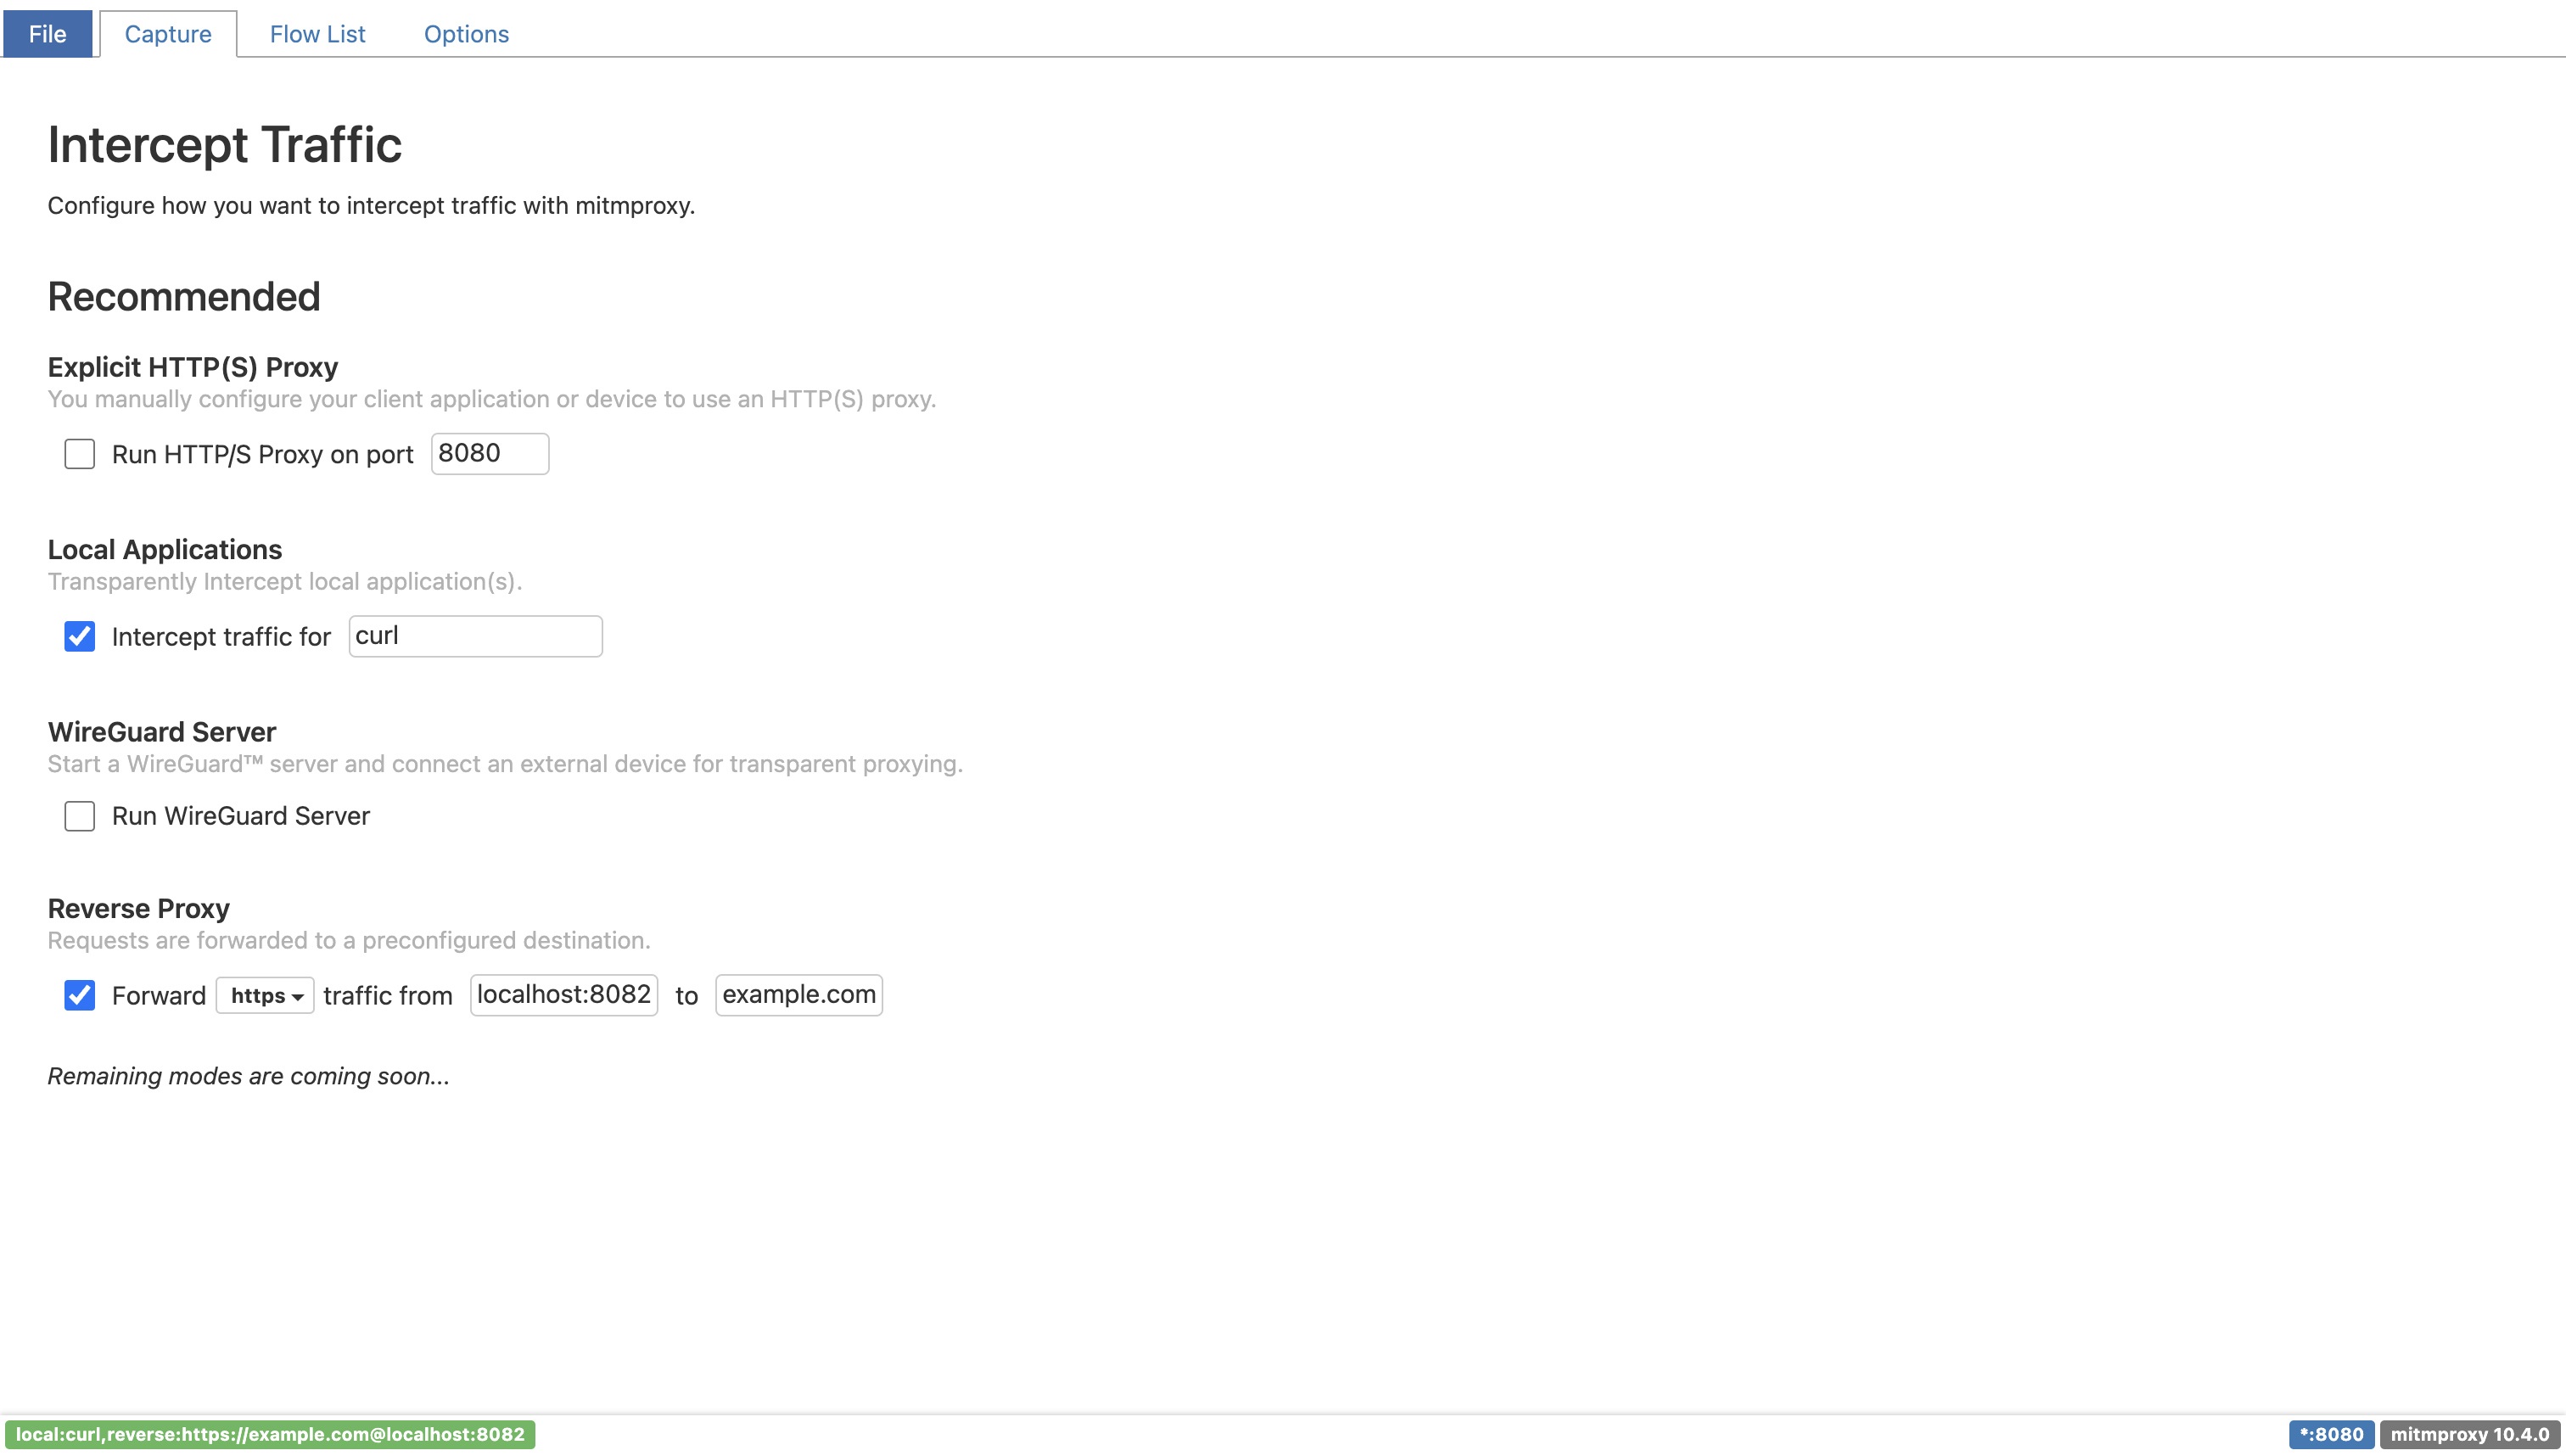 File Capture Flow List Options
Intercept Traffic
Configure how you want to intercept traffic with mitmproxy.
Recommended
Explicit HTTP(S) Proxy
You manually configure your client application or device to use an HTTP(S) proxy.
Run HTTP/S Proxy on port 8080
Local Applications
Transparently Intercept local application(s).
Intercept traffic for curl
WireGuard Server
Start a WireGuard™ server and connect an external device for transparent proxying.
Run WireGuard Server
Reverse Proxy
Requests are forwarded to a preconfigured destination.
Forward https traffic from localhost:8082 to example.com
Remaining modes are coming soon...
local:curl,reverse:https://example.com@localhost:8082 *:8080 mitmproxy 10.4.0